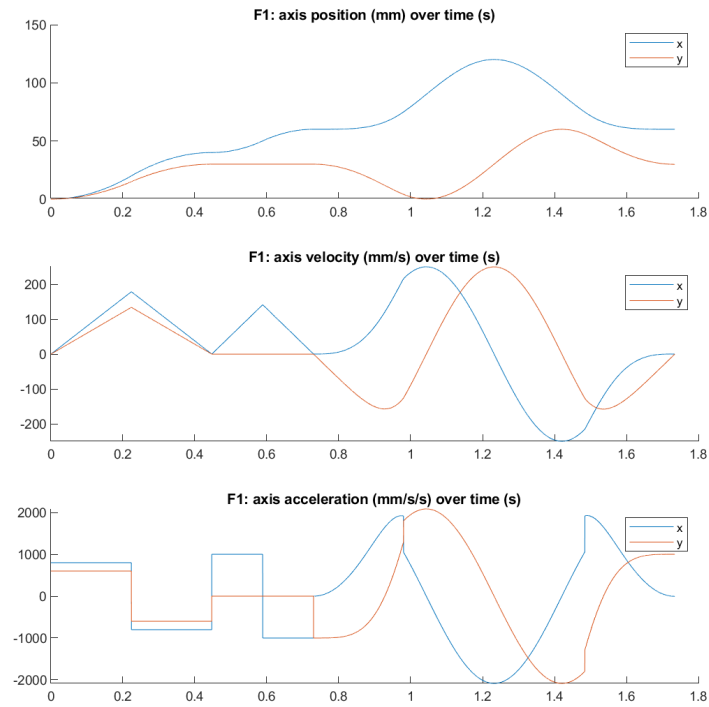 F1: axis position (mm) over time (s)
150
100
50
0
0 0.2 0.4 0.6 0.8 1 1.2 1.4 1.6 1.8
x
y
F1: axis velocity (mm/s) over time (s)
200
100
0
-100
-200
0 0.2 0.4 0.6 0.8 1 1.2 1.4 1.6 1.8
x
y
F1: axis acceleration (mm/s/s) over time (s)
2000
1000
0
-1000
-2000
0 0.2 0.4 0.6 0.8 1 1.2 1.4 1.6 1.8
x
y